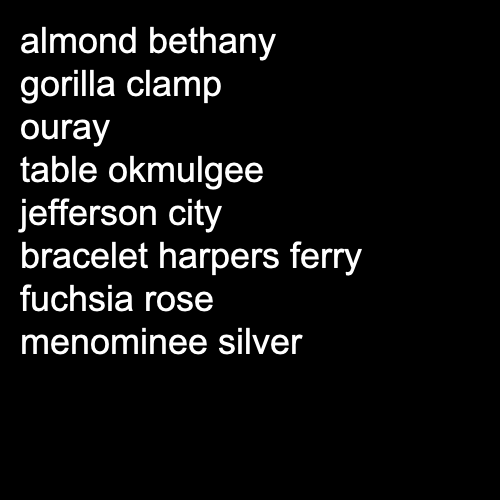 almond bethany
gorilla clamp
ouray
table okmulgee
jefferson city
bracelet harpers ferry
fuchsia rose
menominee silver